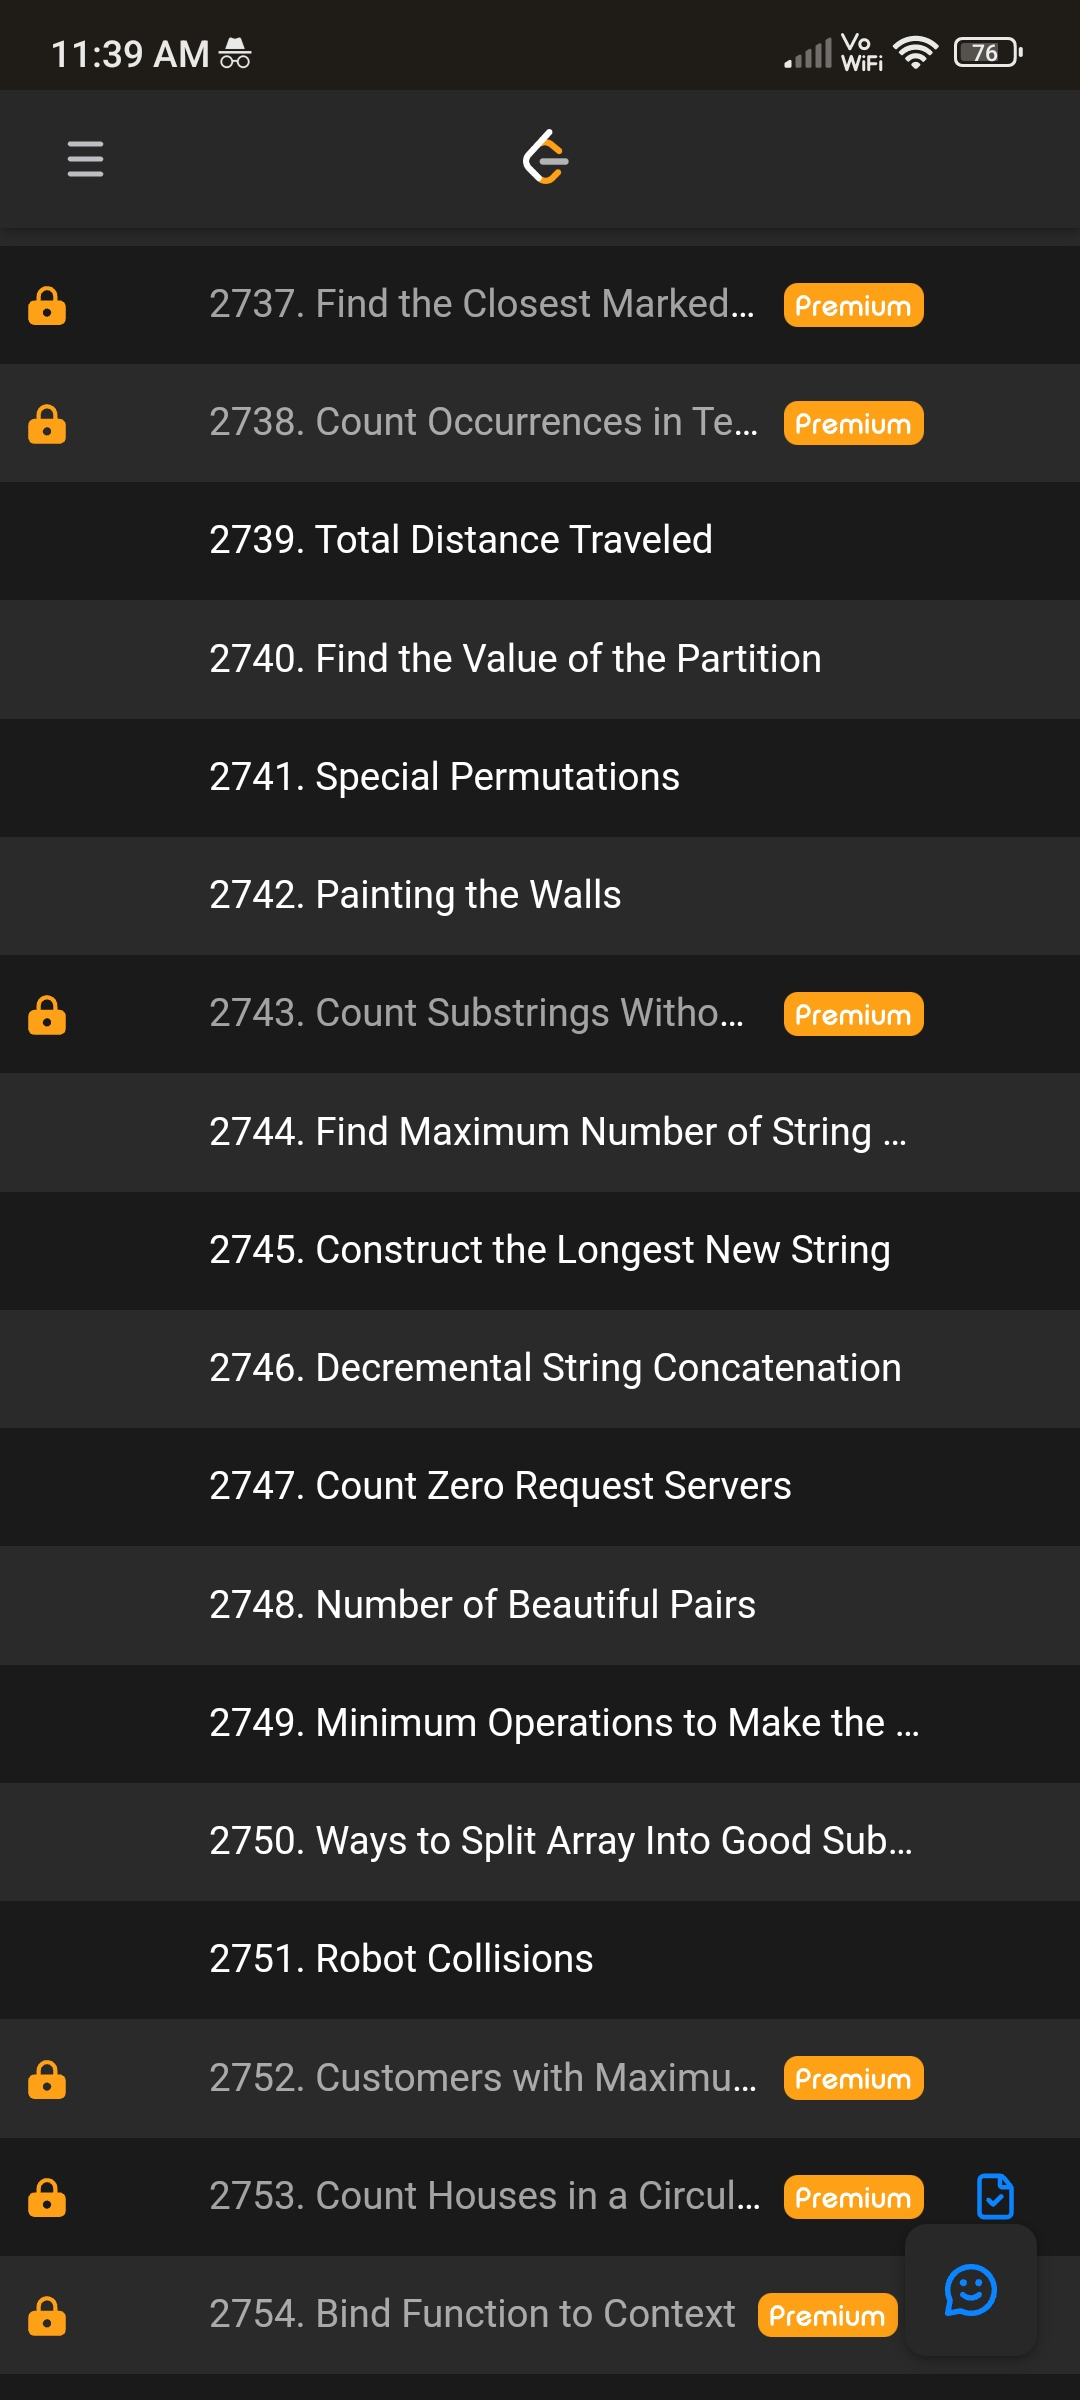 11:39 AM
Vo WiFi
76
2737. Find the Closest Marked... Premium
2738. Count Occurrences in Te... Premium
2739. Total Distance Traveled
2740. Find the Value of the Partition
2741. Special Permutations
2742. Painting the Walls
2743. Count Substrings Witho... Premium
2744. Find Maximum Number of String ...
2745. Construct the Longest New String
2746. Decremental String Concatenation
2747. Count Zero Request Servers
2748. Number of Beautiful Pairs
2749. Minimum Operations to Make the ...
2750. Ways to Split Array Into Good Sub...
2751. Robot Collisions
2752. Customers with Maximu... Premium
2753. Count Houses in a Circul... Premium
2754. Bind Function to Context Premium